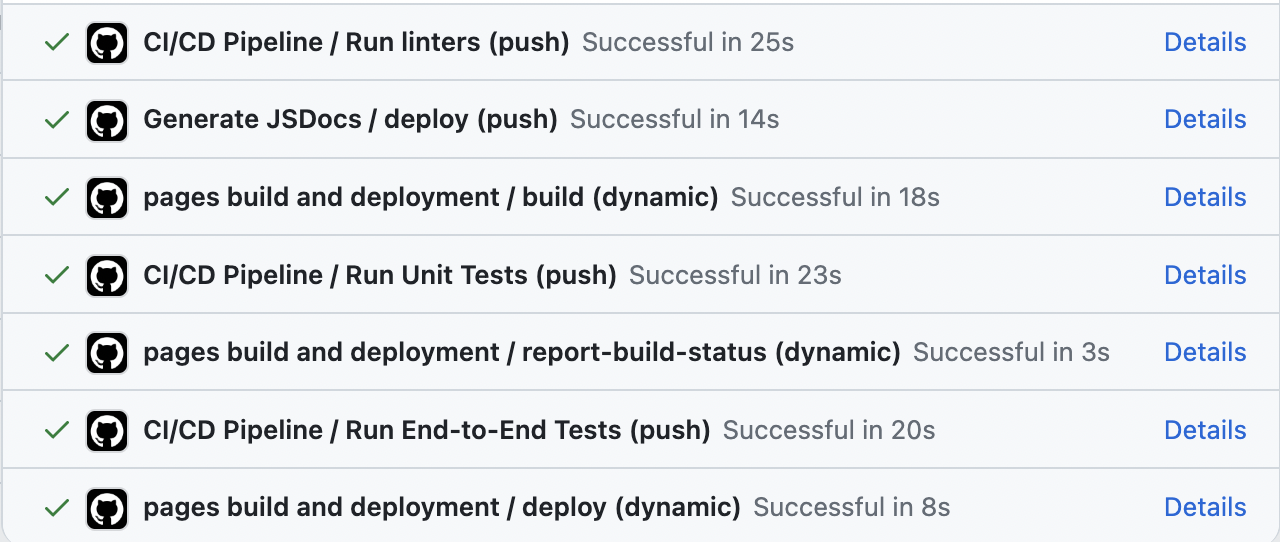 CI/CD Pipeline / Run linters (push) Successful in 25s Details
Generate JSDocs / deploy (push) Successful in 14s Details
pages build and deployment / build (dynamic) Successful in 18s Details
CI/CD Pipeline / Run Unit Tests (push) Successful in 23s Details
pages build and deployment / report-build-status (dynamic) Successful in 3s Details
CI/CD Pipeline / Run End-to-End Tests (push) Successful in 20s Details
pages build and deployment / deploy (dynamic) Successful in 8s Details